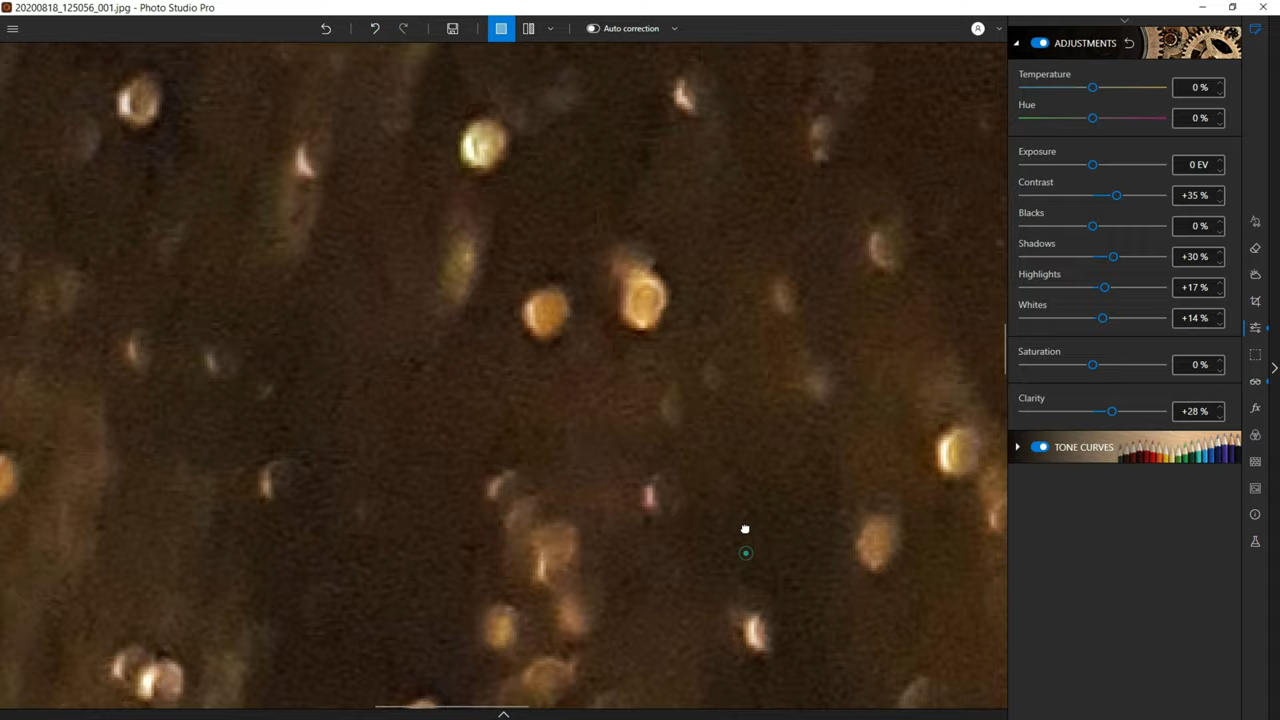 20200818_125056_001.jpg - Photo Studio Pro
Auto correction
ADJUSTMENTS
Temperature
0 %
Hue
0 %
Exposure
0 EV
Contrast
+35 %
Blacks
0 %
Shadows
+30 %
Highlights
+17 %
Whites
+14 %
Saturation
0 %
Clarity
+28 %
TONE CURVES